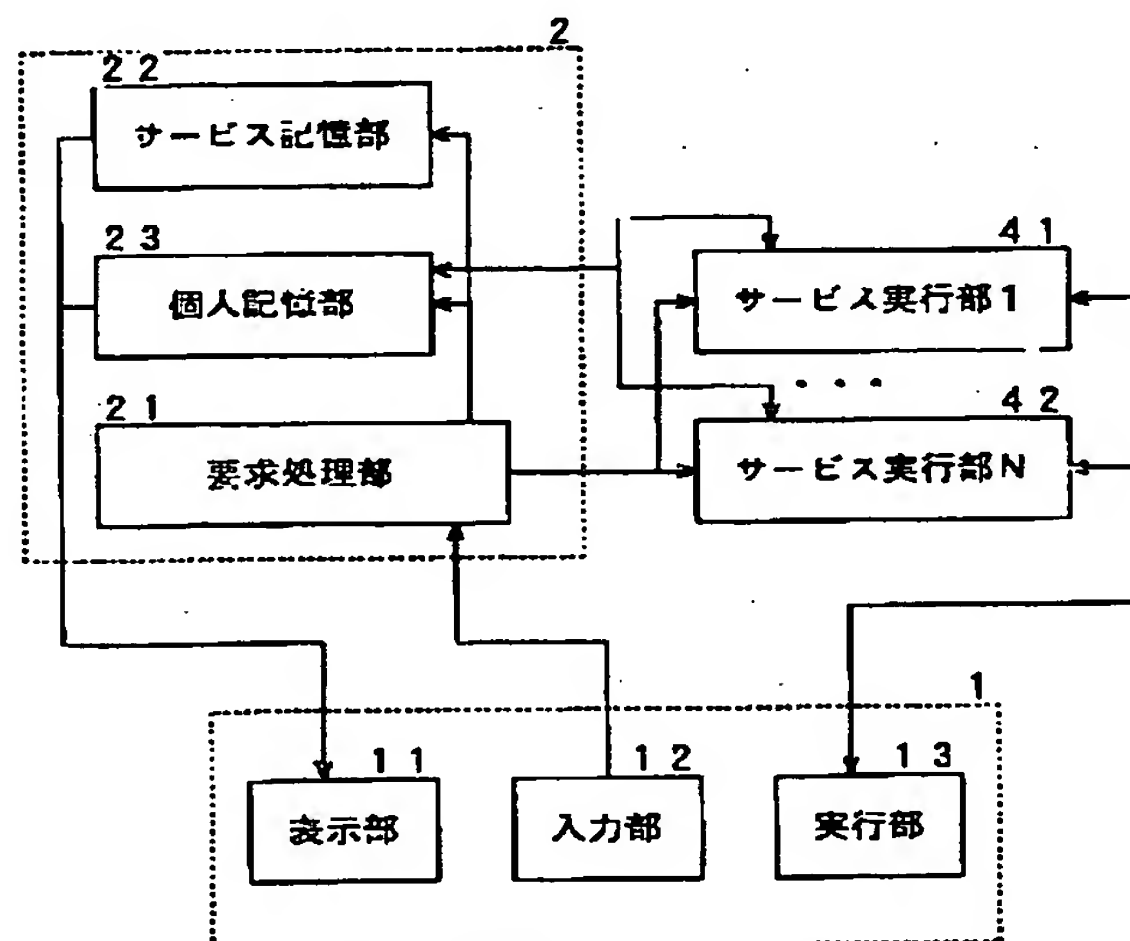 2
22
サービス記憶部
23
個人記憶部
41
サービス実行部1
・・・
21
要求処理部
42
サービス実行部N
1
11
表示部
12
入力部
13
実行部